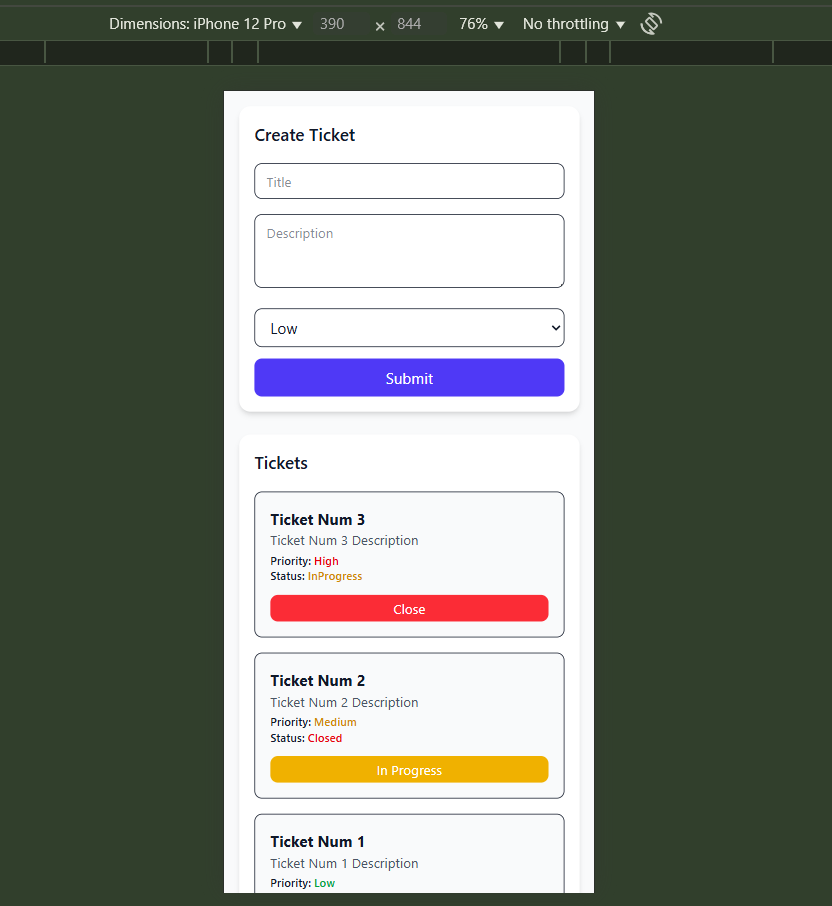 Dimensions: iPhone 12 Pro 390 × 844 76% No throttling
Create Ticket
Title
Description
Low
Submit
Tickets
Ticket Num 3
Ticket Num 3 Description
Priority: High
Status: InProgress
Close
Ticket Num 2
Ticket Num 2 Description
Priority: Medium
Status: Closed
In Progress
Ticket Num 1
Ticket Num 1 Description
Priority: Low